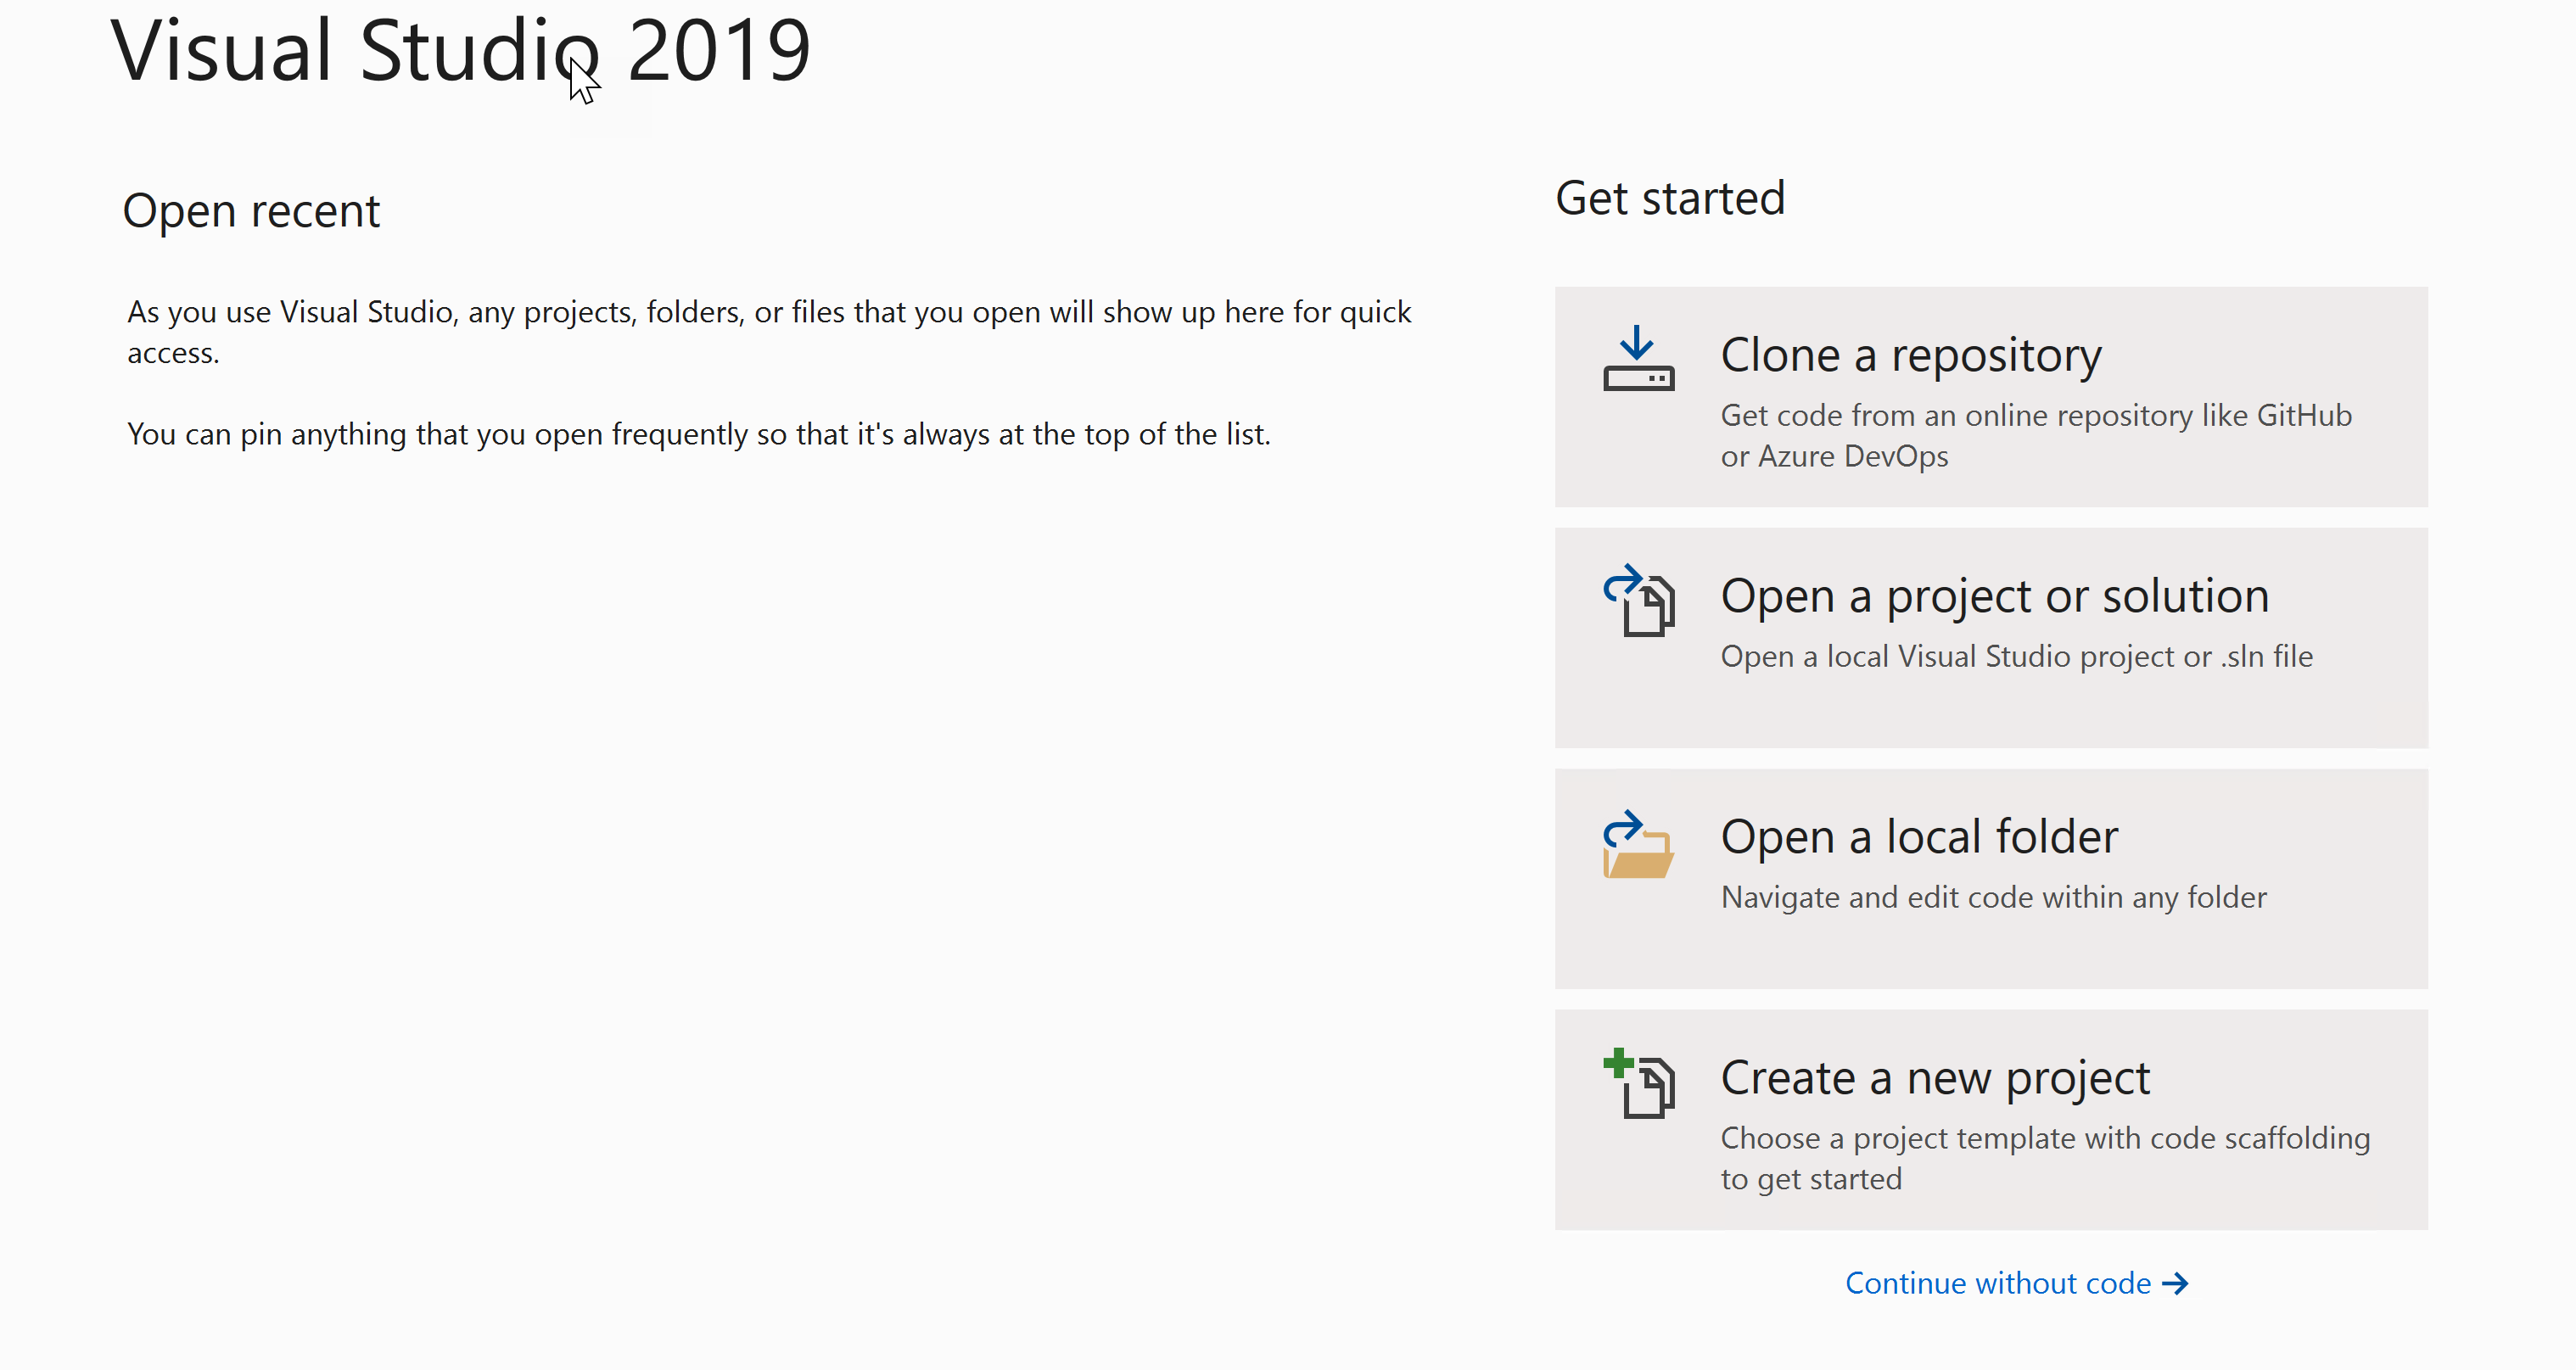 Visual Studio 2019
Open recent
As you use Visual Studio, any projects, folders, or files that you open will show up here for quick
access.
You can pin anything that you open frequently so that it's always at the top of the list.
Get started
Clone a repository
Get code from an online repository like GitHub
or Azure DevOps
Open a project or solution
Open a local Visual Studio project or .sln file
Open a local folder
Navigate and edit code within any folder
Create a new project
Choose a project template with code scaffolding
to get started
Continue without code